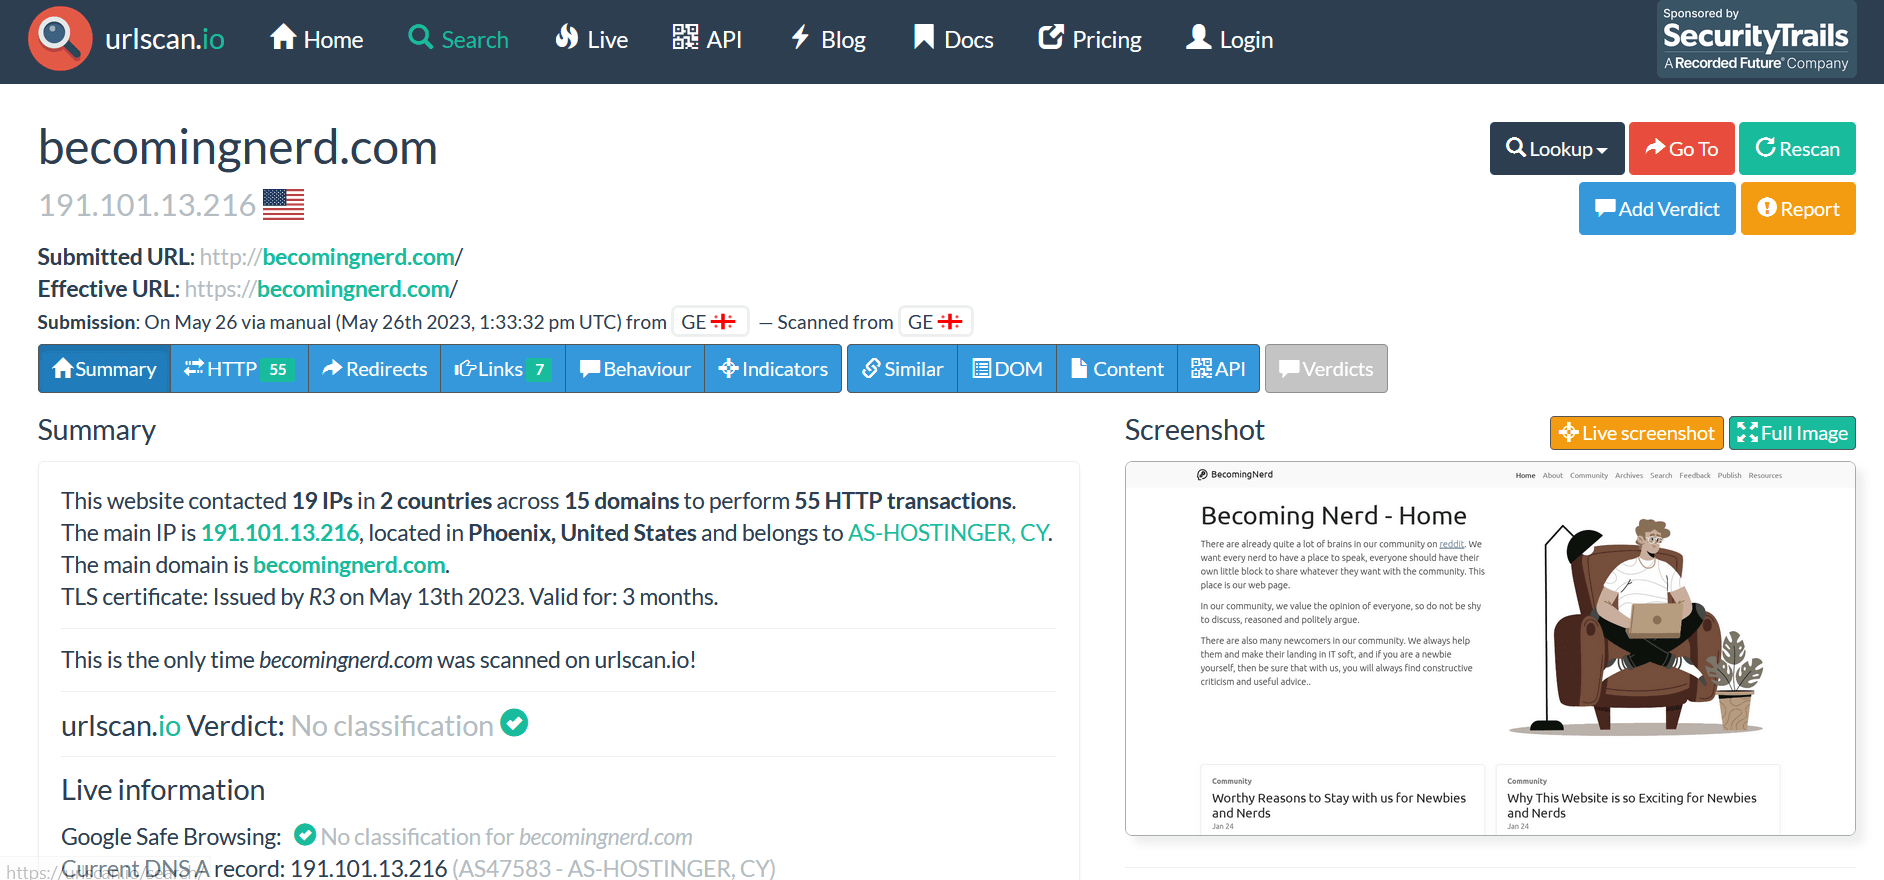 urlscan.io Home Search Live API Blog Docs Pricing Login
Sponsored by
SecurityTrails
A Recorded Future® Company
becomingnerd.com
Lookup Go To Rescan
191.101.13.216
Add Verdict Report
Submitted URL: http://becomingnerd.com/
Effective URL: https://becomingnerd.com/
Submission: On May 26 via manual (May 26th 2023, 1:33:32 pm UTC) from GE — Scanned from GE
Summary HTTP 55 Redirects Links 7 Behaviour Indicators Similar DOM Content API Verdicts
Summary
This website contacted 19 IPs in 2 countries across 15 domains to perform 55 HTTP transactions.
The main IP is 191.101.13.216, located in Phoenix, United States and belongs to AS-HOSTINGER, CY.
The main domain is becomingnerd.com.
TLS certificate: Issued by R3 on May 13th 2023. Valid for: 3 months.
This is the only time becomingnerd.com was scanned on urlscan.io!
urlscan.io Verdict: No classification
Live information
Google Safe Browsing: No classification for becomingnerd.com
Current DNS A record: 191.101.13.216 (AS47583 - AS-HOSTINGER, CY)
https://urlscan.io/search/
Screenshot
Live screenshot Full Image
BecomingNerd Home About Community Archives Search Feedback Publish Resources
Becoming Nerd - Home
There are already quite a lot of brains in our community on reddit. We
want every nerd to have a place to speak, everyone should have their
own little block to share whatever they want with the community. This
place is our web page.
In our community, we value the opinion of everyone, so do not be shy
to discuss, reasoned and politely argue.
There are also many newcomers in our community. We always help
them and make their landing in IT soft, and if you are a newbie
yourself, then be sure that with us, you will always find constructive
criticism and useful advice..
Community
Worthy Reasons to Stay with us for Newbies
and Nerds
Jan 24
Community
Why This Website is so Exciting for Newbies
and Nerds
Jan 24